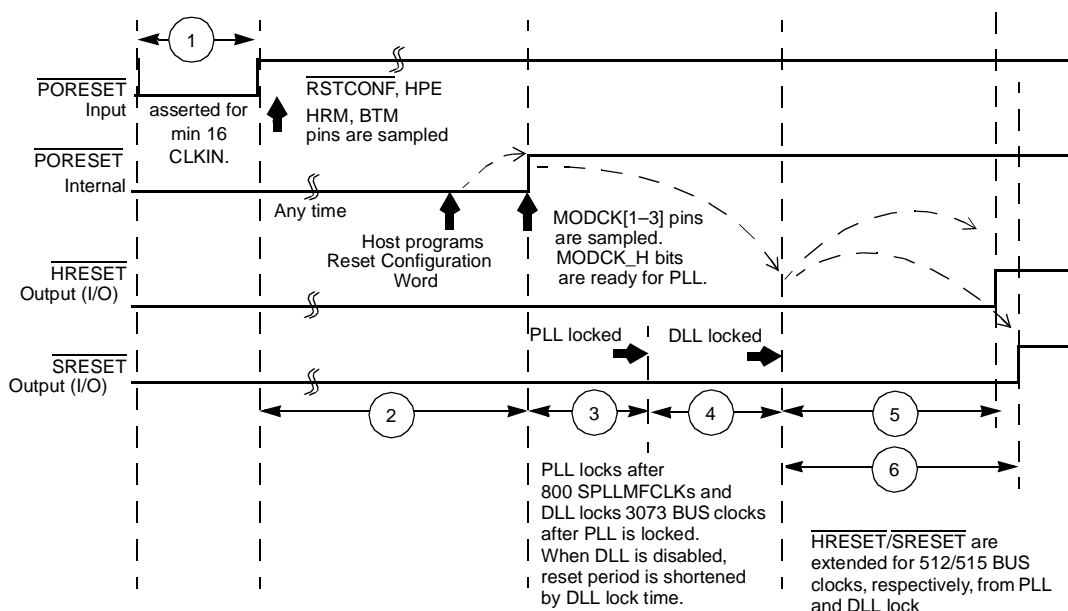 1
PORESET
Input
asserted for
min 16
CLKIN.
RSTCONF, HPE
HRM, BTM
pins are sampled
PORESET
Internal
Any time
Host programs
Reset Configuration
Word
MODCK[1–3] pins
are sampled.
MODCK_H bits
are ready for PLL.
HRESET
Output (I/O)
PLL locked
DLL locked
SRESET
Output (I/O)
2
3
4
5
6
PLL locks after
800 SPLLMFCLKs and
DLL locks 3073 BUS clocks
after PLL is locked.
When DLL is disabled,
reset period is shortened
by DLL lock time.
HRESET/SRESET are
extended for 512/515 BUS
clocks, respectively, from PLL
and DLL lock